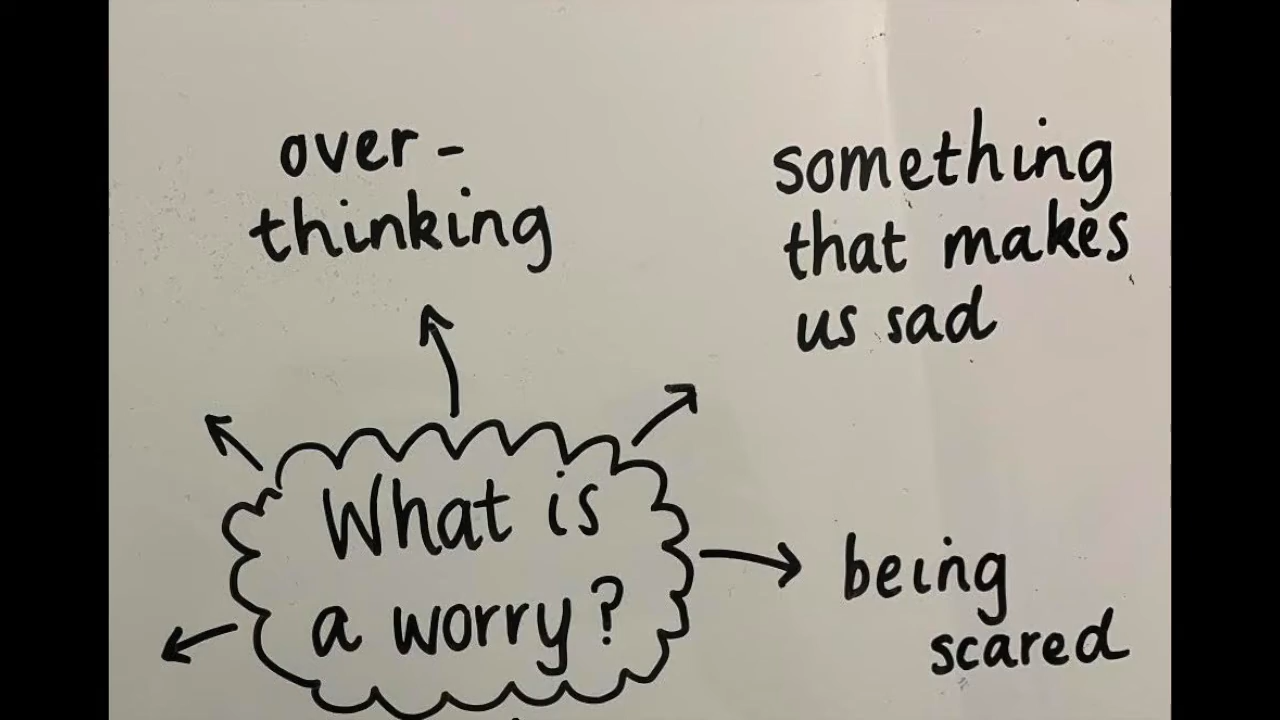 over-
thinking
something
that makes
us sad
What is
a worry?
being
scared